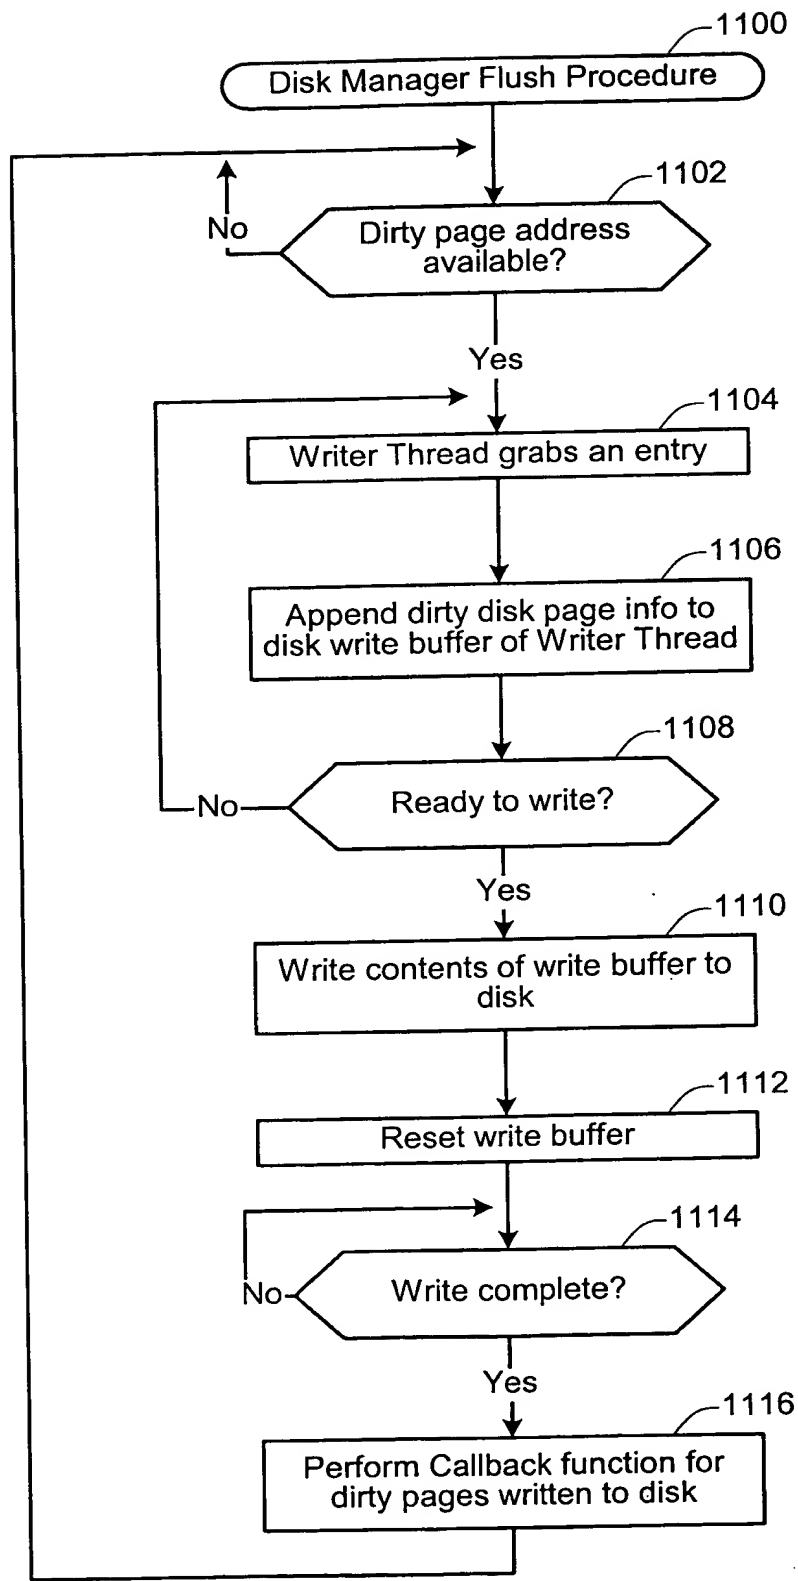 1100
Disk Manager Flush Procedure
1102
No
Dirty page address
available?
Yes
1104
Writer Thread grabs an entry
1106
Append dirty disk page info to
disk write buffer of Writer Thread
1108
No
Ready to write?
Yes
1110
Write contents of write buffer to
disk
1112
Reset write buffer
1114
No
Write complete?
Yes
1116
Perform Callback function for
dirty pages written to disk